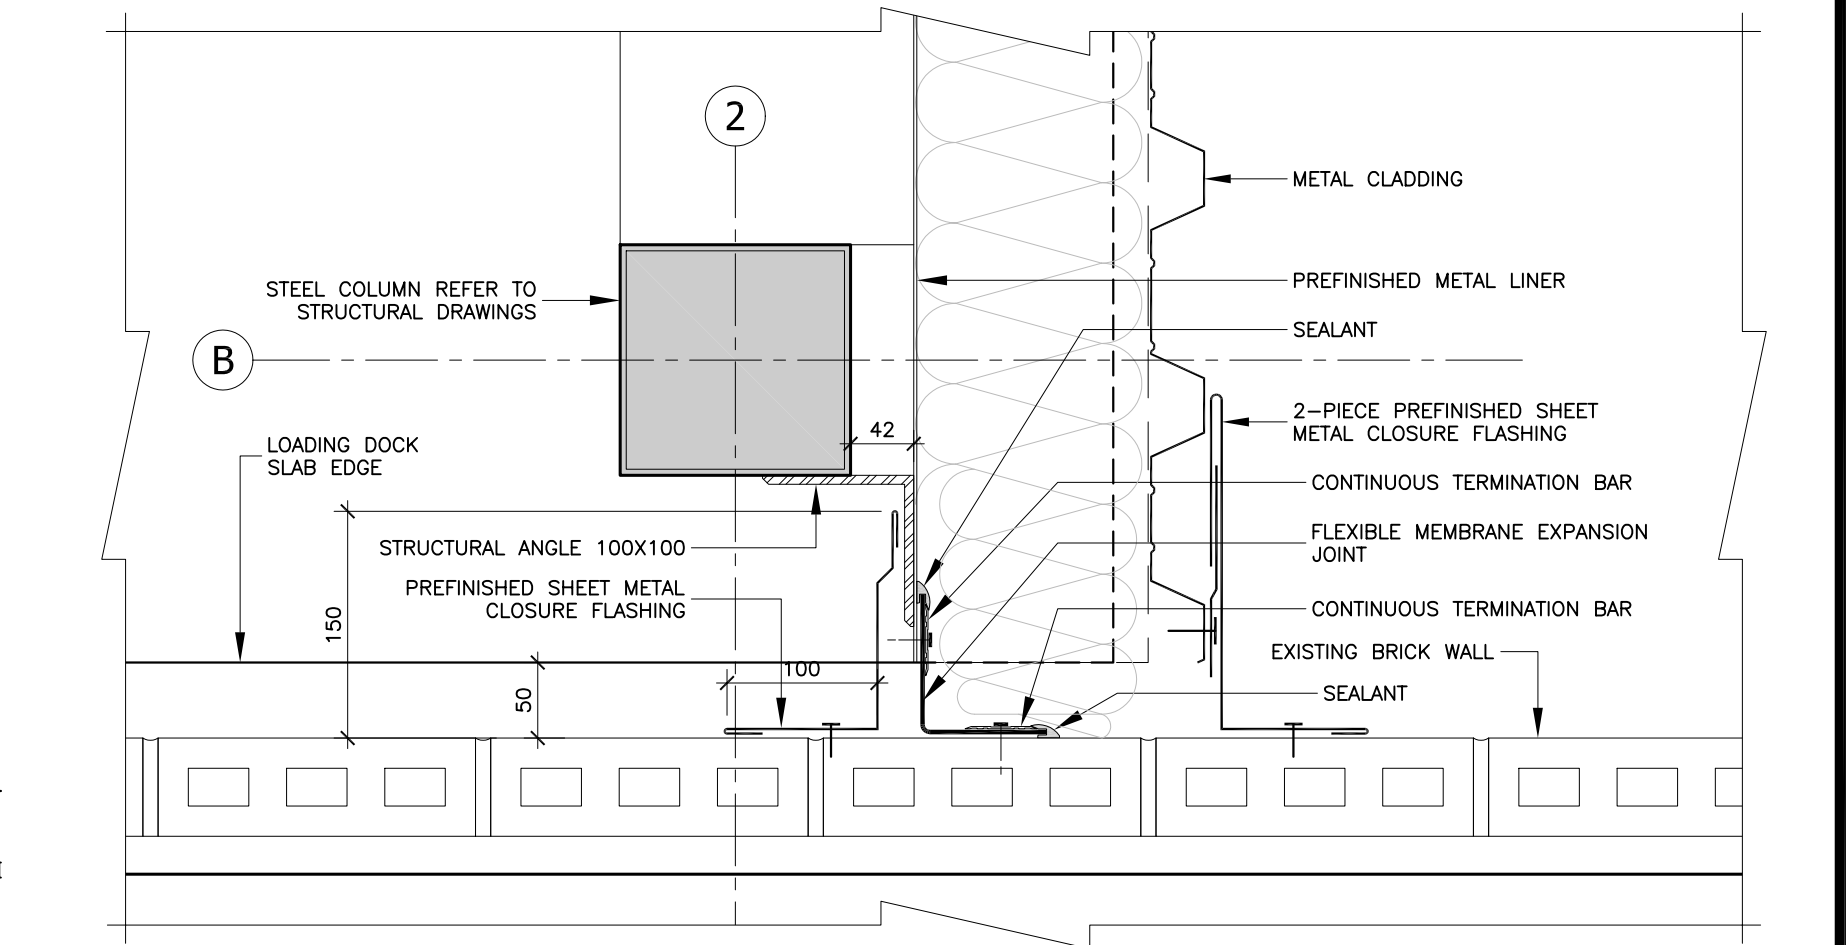 2
METAL CLADDING
PREFINISHED METAL LINER
STEEL COLUMN REFER TO
STRUCTURAL DRAWINGS
SEALANT
B
2-PIECE PREFINISHED SHEET
METAL CLOSURE FLASHING
42
LOADING DOCK
SLAB EDGE
CONTINUOUS TERMINATION BAR
FLEXIBLE MEMBRANE EXPANSION
JOINT
STRUCTURAL ANGLE 100X100
PREFINISHED SHEET METAL
CLOSURE FLASHING
CONTINUOUS TERMINATION BAR
150
EXISTING BRICK WALL
100
50
SEALANT